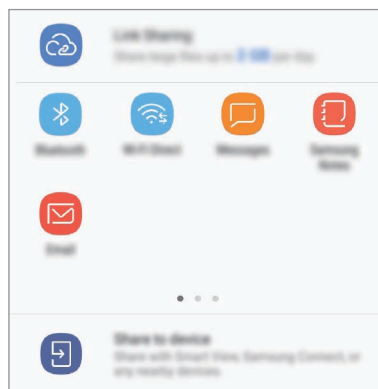 Link Sharing
Share large files up to 2 GB per day.
Bluetooth
Wi-Fi Direct
Messages
Samsung
Notes
Email
Share to device
Share with Smart View, Samsung Connect, or
any nearby devices.